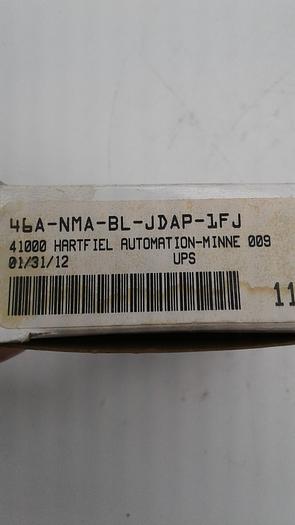 46A-NMA-BL-JDAP-1FJ
41000 HARTFIEL AUTOMATION-MINNE 009
01/31/12 UPS
11